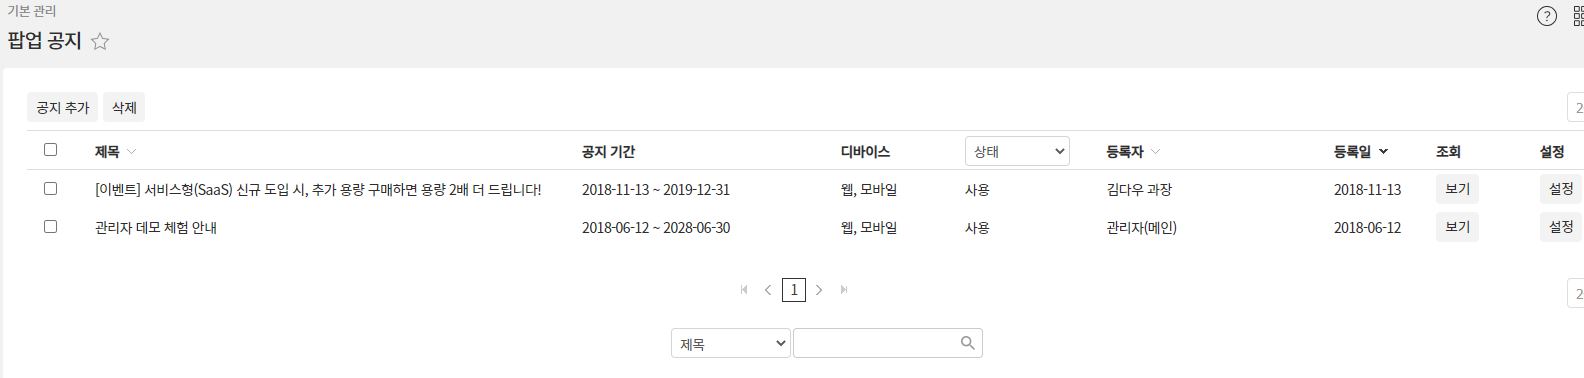 기본 관리
팝업 공지
공지 추가 삭제
제목 공지 기간 디바이스 상태 등록자 등록일 조회 설정
[이벤트] 서비스형(SaaS) 신규 도입 시, 추가 용량 구매하면 용량 2배 더 드립니다! 2018-11-13 ~ 2019-12-31 웹, 모바일 사용 김다우 과장 2018-11-13 보기 설정
관리자 데모 체험 안내 2018-06-12 ~ 2028-06-30 웹, 모바일 사용 관리자(메인) 2018-06-12 보기 설정
1
제목